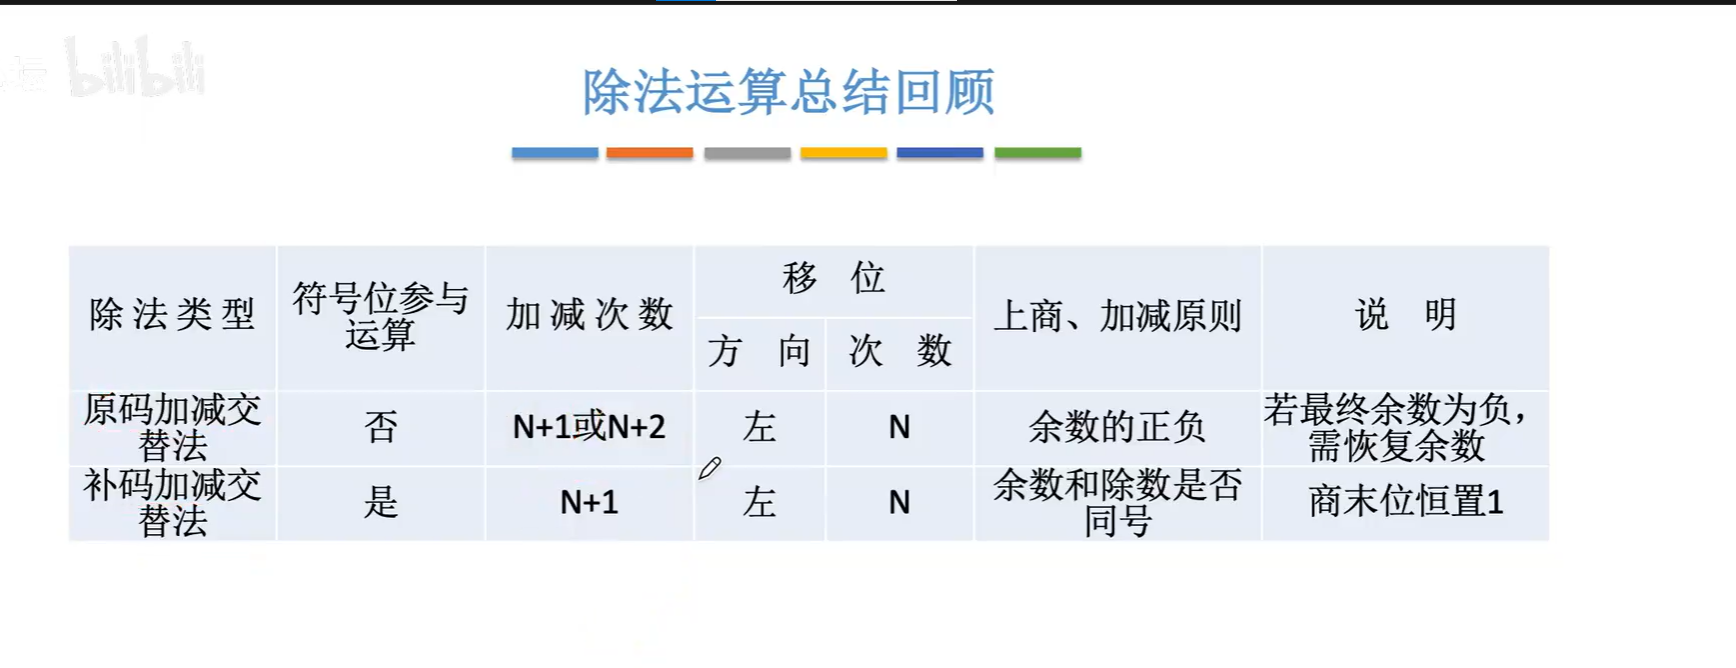 bilibili
除法运算总结回顾
除法类型
符号位参与
运算
加减次数
移 位
方 向
次 数
上商、加减原则
说 明
原码加减交
替法
否
N+1或N+2
左
N
余数的正负
若最终余数为负，
需恢复余数
补码加减交
替法
是
N+1
左
N
余数和除数是否
同号
商末位恒置1